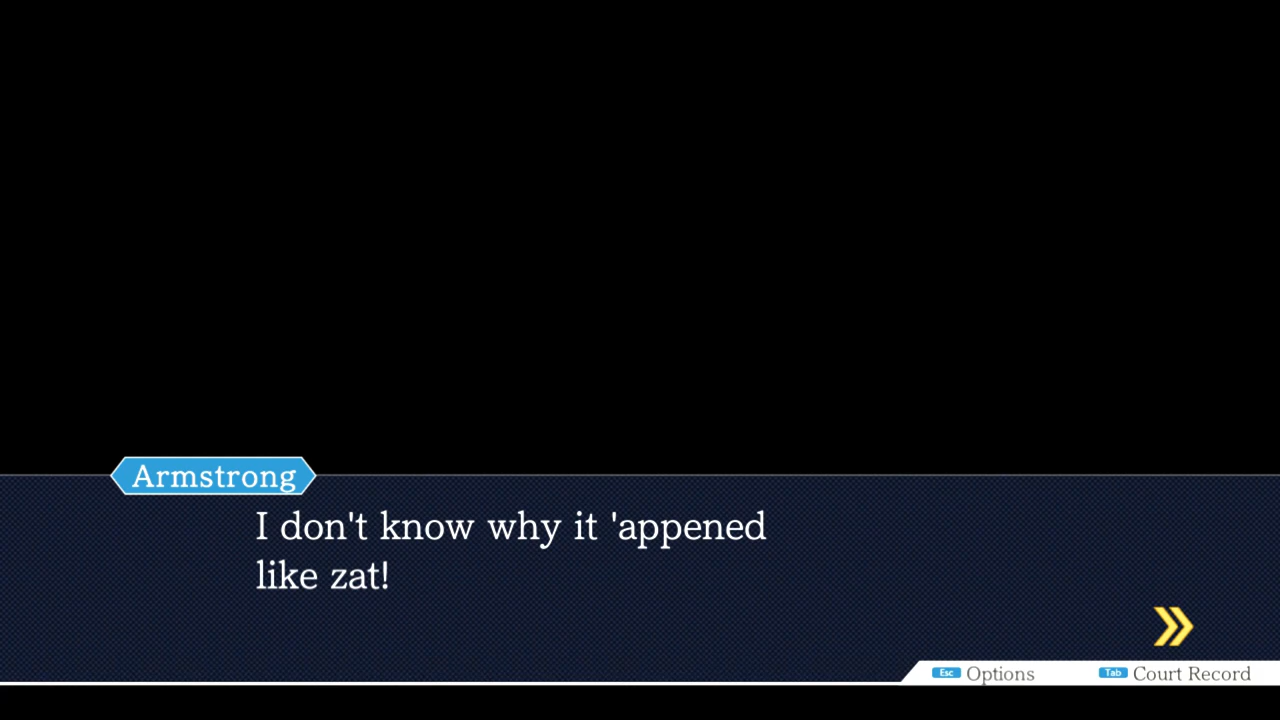 Armstrong
I don't know why it 'appened
like zat!
Esc Options Tab Court Record